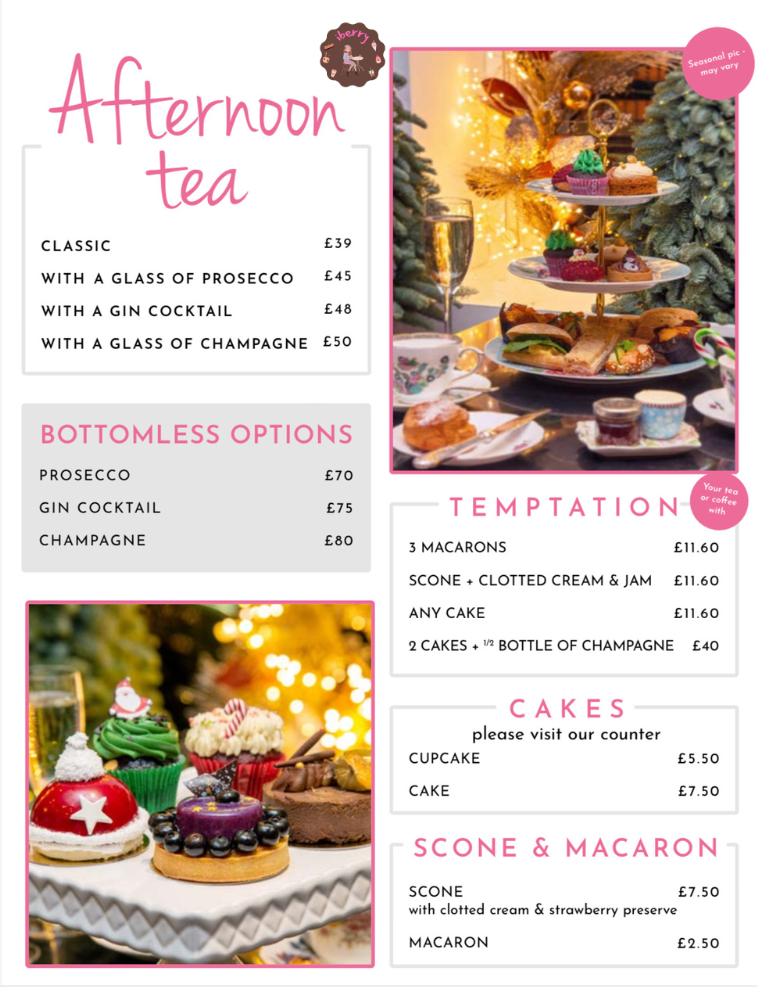 iberry
Afternoon
tea
CLASSIC £39
WITH A GLASS OF PROSECCO £45
WITH A GIN COCKTAIL £48
WITH A GLASS OF CHAMPAGNE £50
BOTTOMLESS OPTIONS
PROSECCO £70
GIN COCKTAIL £75
CHAMPAGNE £80
Seasonal pic -
may vary
TEMPTATION
Your tea
or coffee
with
3 MACARONS £11.60
SCONE + CLOTTED CREAM & JAM £11.60
ANY CAKE £11.60
2 CAKES + 1/2 BOTTLE OF CHAMPAGNE £40
CAKES
please visit our counter
CUPCAKE £5.50
CAKE £7.50
SCONE & MACARON
SCONE £7.50
with clotted cream & strawberry preserve
MACARON £2.50